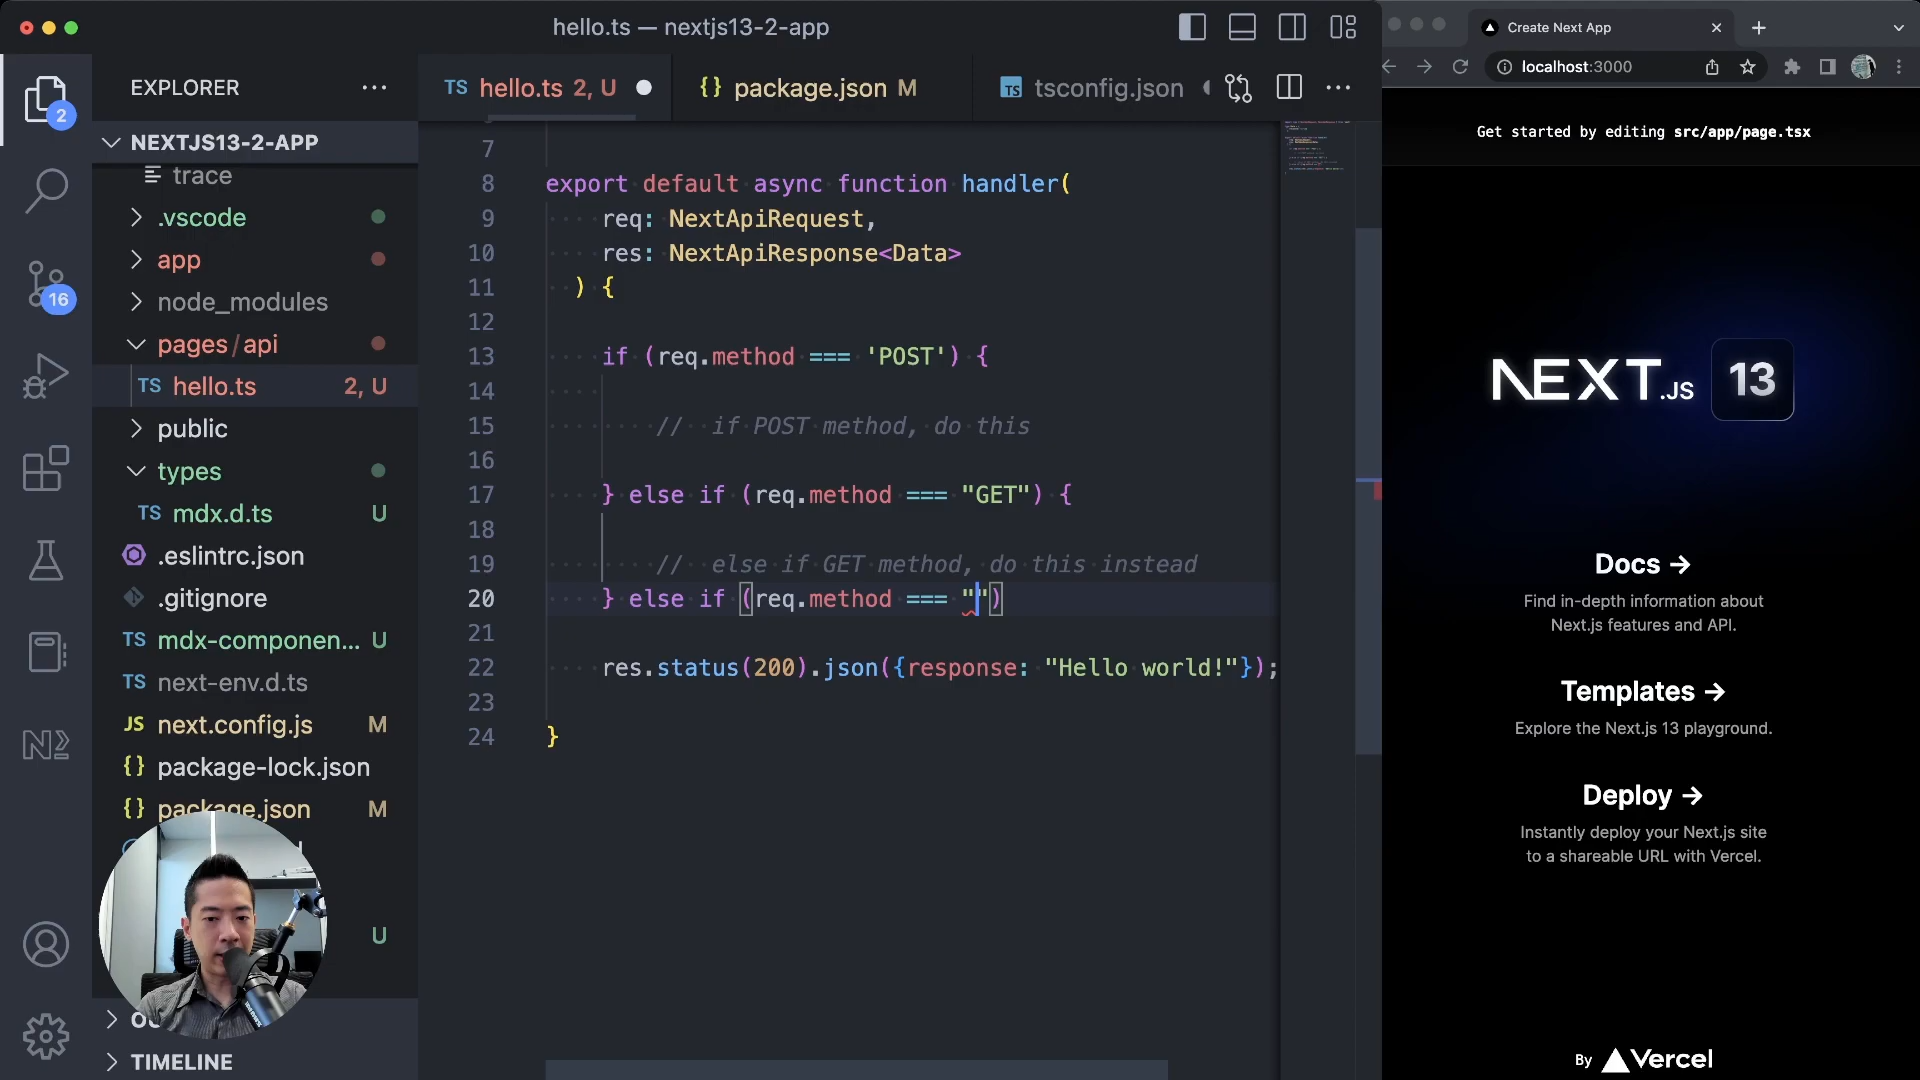 hello.ts — nextjs13-2-app
EXPLORER
2
16
NEXTJS13-2-APP
trace
.vscode
app
node_modules
pages/api
TS hello.ts 2, U
public
types
TS mdx.d.ts U
.eslintrc.json
.gitignore
TS mdx-componen... U
TS next-env.d.ts
JS next.config.js M
{} package-lock.json
{} package.json M
U
TIMELINE
TS hello.ts 2, U
{} package.json M
TS tsconfig.json
7
8 export default async function handler(
9 req: NextApiRequest,
10 res: NextApiResponse<Data>
11 ) {
12
13 if (req.method === 'POST') {
14
15 // if POST method, do this
16
17 } else if (req.method === "GET") {
18
19 // else if GET method, do this instead
20 } else if (req.method === "")
21
22 res.status(200).json({response: "Hello world!"});
23
24 }
Create Next App
localhost:3000
Get started by editing src/app/page.tsx
NEXT.JS 13
Docs →
Find in-depth information about
Next.js features and API.
Templates →
Explore the Next.js 13 playground.
Deploy →
Instantly deploy your Next.js site
to a shareable URL with Vercel.
By Vercel